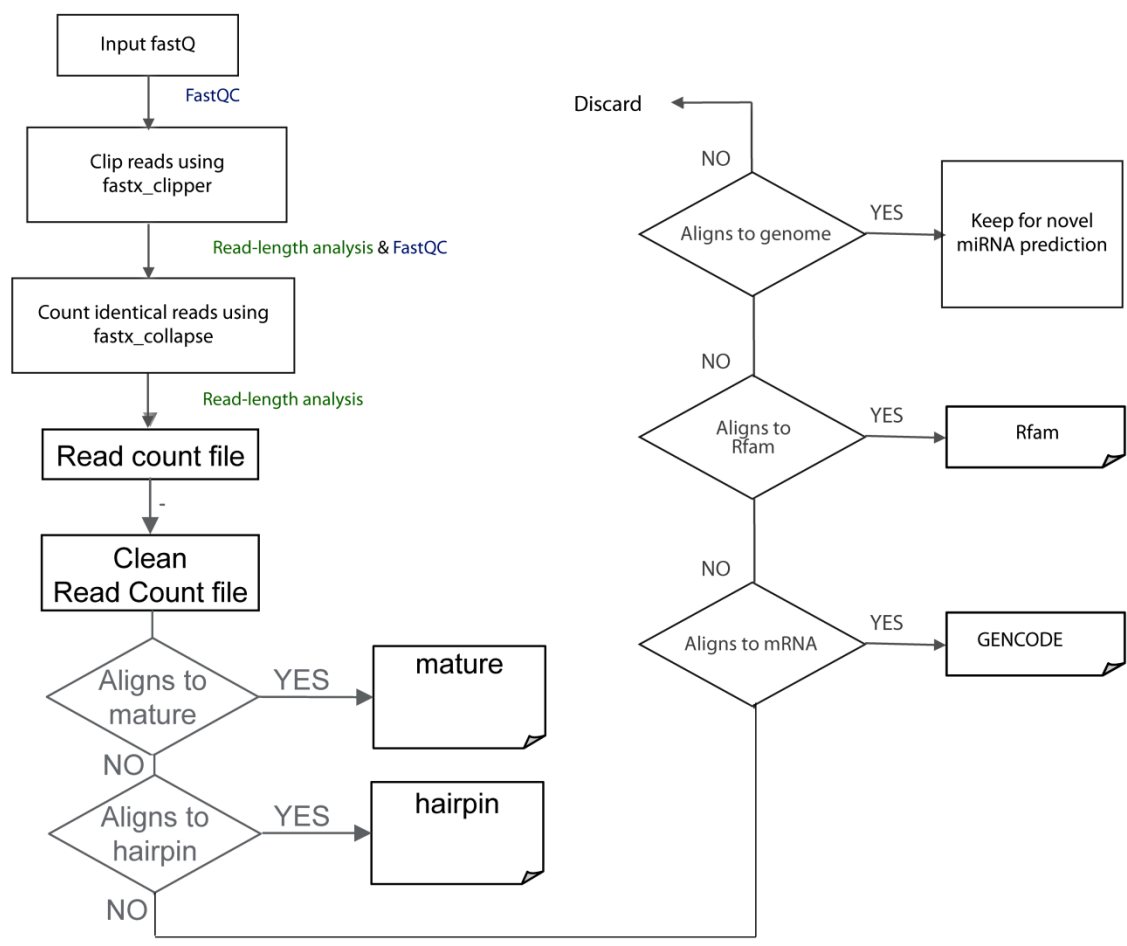 Input fastQ
FastQC
Clip reads using
fastx_clipper
Read-length analysis & FastQC
Count identical reads using
fastx_collapse
Read-length analysis
Read count file
-
Clean
Read Count file
Aligns to
mature
YES
mature
NO
Aligns to
hairpin
YES
hairpin
NO
Discard
NO
Aligns to genome
YES
Keep for novel
miRNA prediction
NO
Aligns to
Rfam
YES
Rfam
NO
Aligns to mRNA
YES
GENCODE